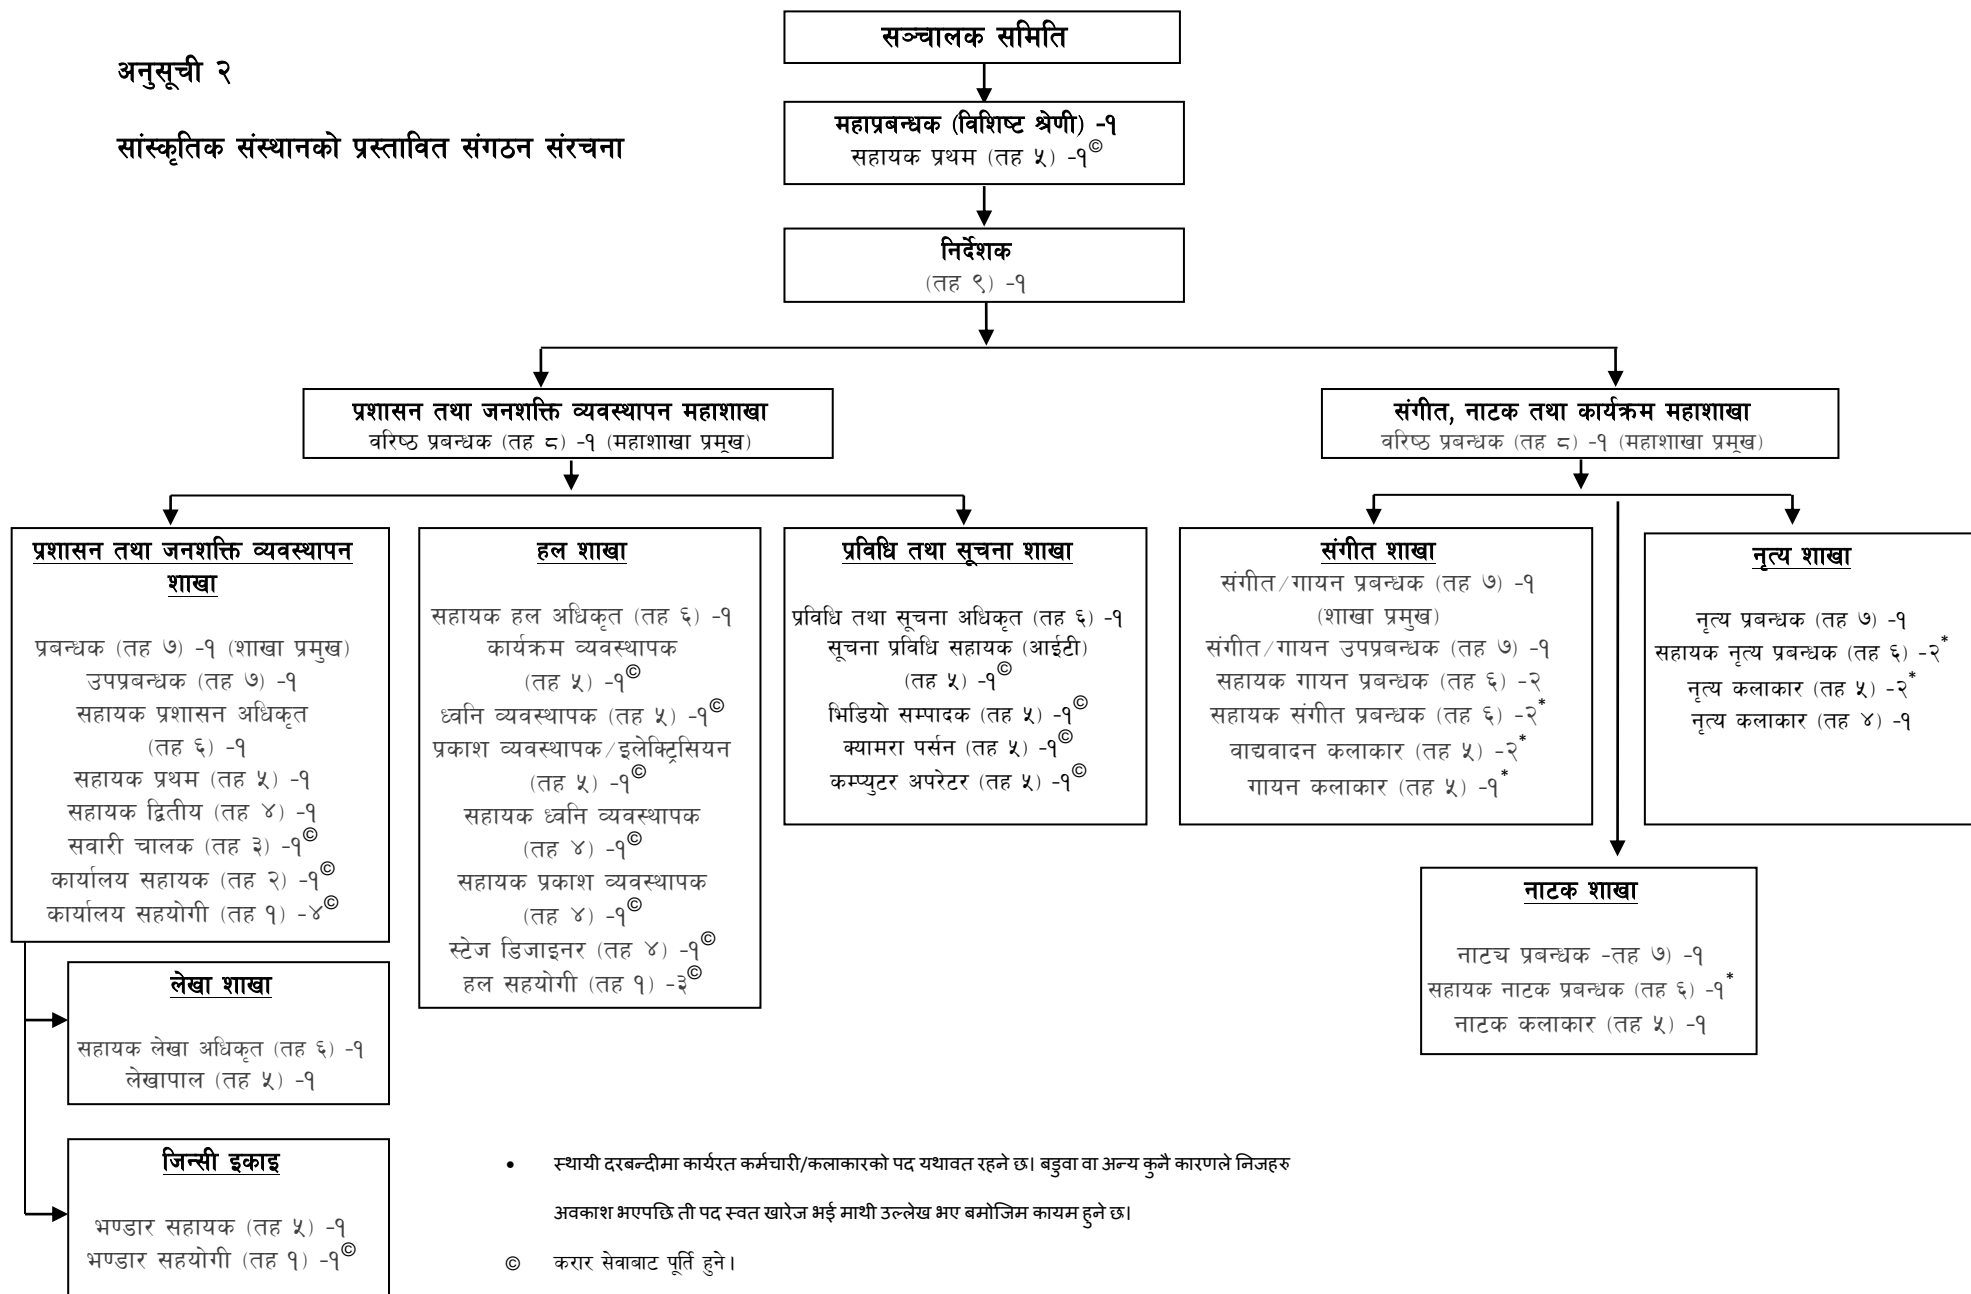 सञ्चालक समिति
अनुसूची २
सांस्कृतिक संस्थानको प्रस्तावित संगठन संरचना
महाप्रबन्धक (विशिष्ट श्रेणी) -१
सहायक प्रथम (तह ५) -१©
निर्देशक
(तह ९) -१
प्रशासन तथा जनशक्ति व्यवस्थापन महाशाखा
वरिष्ठ प्रबन्धक (तह ८) -१ (महाशाखा प्रमुख)
संगीत, नाटक तथा कार्यक्रम महाशाखा
वरिष्ठ प्रबन्धक (तह ८) -१ (महाशाखा प्रमुख)
प्रशासन तथा जनशक्ति व्यवस्थापन
शाखा
प्रबन्धक (तह ७) -१ (शाखा प्रमुख)
उपप्रबन्धक (तह ७) -१
सहायक प्रशासन अधिकृत
(तह ६) -१
सहायक प्रथम (तह ५) -१
सहायक द्वितीय (तह ४) -१
सवारी चालक (तह ३) -१©
कार्यालय सहायक (तह २) -१©
कार्यालय सहयोगी (तह १) -४©
हल शाखा
सहायक हल अधिकृत (तह ६) -१
कार्यक्रम व्यवस्थापक
(तह ५) -१©
ध्वनि व्यवस्थापक (तह ५) -१©
प्रकाश व्यवस्थापक/इलेक्ट्रिसियन
(तह ५) -१©
सहायक ध्वनि व्यवस्थापक
(तह ४) -१©
सहायक प्रकाश व्यवस्थापक
(तह ४) -१©
स्टेज डिजाइनर (तह ४) -१©
हल सहयोगी (तह १) -३©
प्रविधि तथा सूचना शाखा
प्रविधि तथा सूचना अधिकृत (तह ६) -१
सूचना प्रविधि सहायक (आईटी)
(तह ५) -१©
भिडियो सम्पादक (तह ५) -१©
क्यामरा पर्सन (तह ५) -१©
कम्प्युटर अपरेटर (तह ५) -१©
संगीत शाखा
संगीत/गायन प्रबन्धक (तह ७) -१
(शाखा प्रमुख)
संगीत/गायन उपप्रबन्धक (तह ७) -१
सहायक गायन प्रबन्धक (तह ६) -२
सहायक संगीत प्रबन्धक (तह ६) -२*
वाद्यवादन कलाकार (तह ५) -२*
गायन कलाकार (तह ५) -१*
नृत्य शाखा
नृत्य प्रबन्धक (तह ७) -१
सहायक नृत्य प्रबन्धक (तह ६) -२*
नृत्य कलाकार (तह ५) -२*
नृत्य कलाकार (तह ४) -१
नाटक शाखा
नाट्य प्रबन्धक -तह ७) -१
सहायक नाटक प्रबन्धक (तह ६) -१*
नाटक कलाकार (तह ५) -१
लेखा शाखा
सहायक लेखा अधिकृत (तह ६) -१
लेखापाल (तह ५) -१
जिन्सी इकाइ
भण्डार सहायक (तह ५) -१
भण्डार सहयोगी (तह १) -१©
• स्थायी दरबन्दीमा कार्यरत कर्मचारी/कलाकारको पद यथावत रहने छ। बढुवा वा अन्य कुनै कारणले निजहरु
अवकाश भएपछि ती पद स्वत खारेज भई माथी उल्लेख भए बमोजिम कायम हुने छ।
© करार सेवाबाट पूर्ति हुने।